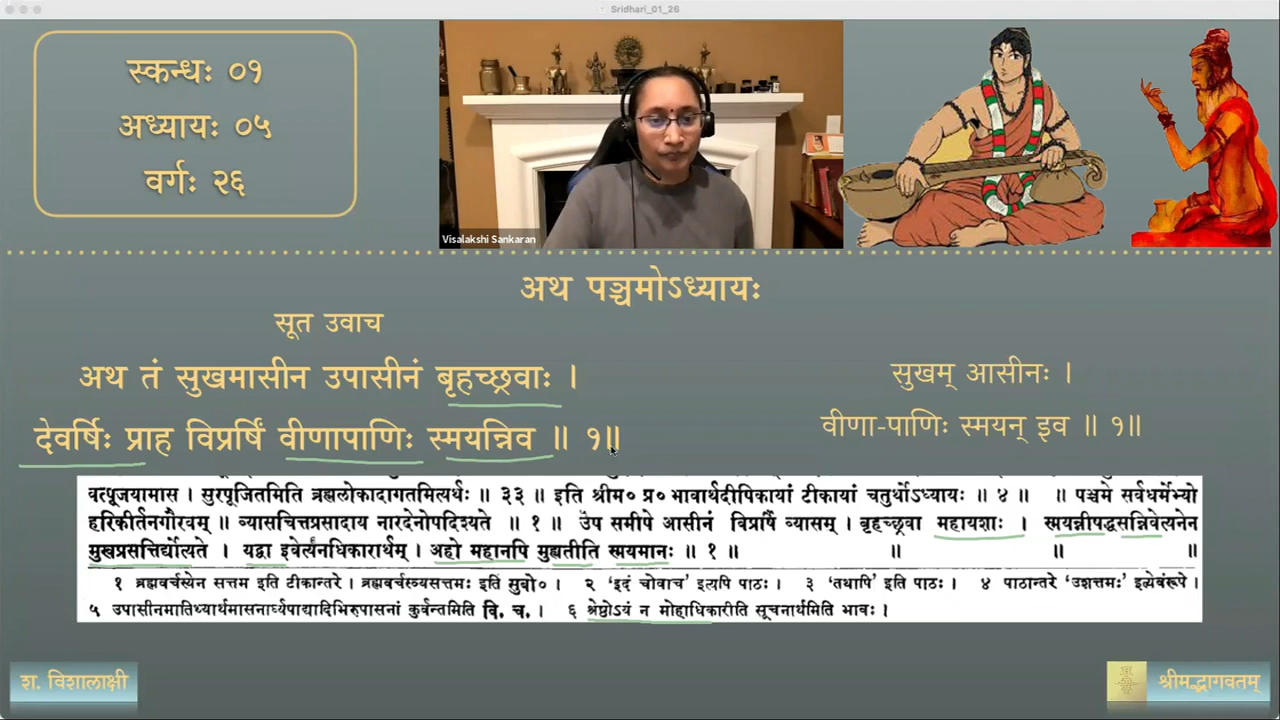 Sridhari_01_26
स्कन्धः ०१
अध्यायः ०५
वर्गः २६
Visalakshi Sankaran
अथ पञ्चमोऽध्यायः
सूत उवाच
अथ तं सुखमासीन उपासीनं बृहच्छ्रवाः ।
देवर्षिः प्राह विप्रर्षिं वीणापाणिः स्मयन्निव ॥ १॥
सुखम् आसीनः ।
वीणा-पाणिः स्मयन् इव ॥ १॥
वत्पूजयामास । सुरपूजितमिति ब्रह्मलोकादागतमित्यर्थः ॥ ३३ ॥ इति श्रीम० प्र० भावार्थदीपिकायां टीकायां चतुर्थोऽध्यायः ॥ ४ ॥ ॥ पञ्चमे सर्वधर्मेभ्यो
हरिकीर्तनगौरवम् ॥ व्यासचित्तप्रसादाय नारदेनोपदिश्यते ॥ १ ॥ उप समीपे आसीनं विप्रर्षिं व्यासम् । बृहच्छ्रवा महायशाः । स्मयन्नीषद्धसन्निवेत्यनेन
मुखप्रसत्तिर्द्योत्यते । यद्वा इवेत्यनधिकारार्थम् । अहो महानपि मुह्यतीति स्मयमानः ॥ १ ॥ ॥ ॥ ॥
१ ब्रह्मवर्चस्येन सत्तम इति टीकान्तरे । ब्रह्मवर्चस्व्यसत्तमः इति सुबो० । २ ‘इदं चोवाच’ इत्यपि पाठः । ३ ‘तथापि’ इति पाठः । ४ पाठान्तरे ‘उशत्तमः’ इत्येवंरूपे ।
५ उपासीनमातिथ्यार्थमासनार्घ्यपाद्यादिभिरुपासनां कुर्वन्तमिति वि. च. । ६ श्रेष्ठोऽयं न मोहाधिकारीति सूचनार्थमिति भावः ।
श. विशालाक्षी
श्रीमद्भागवतम्